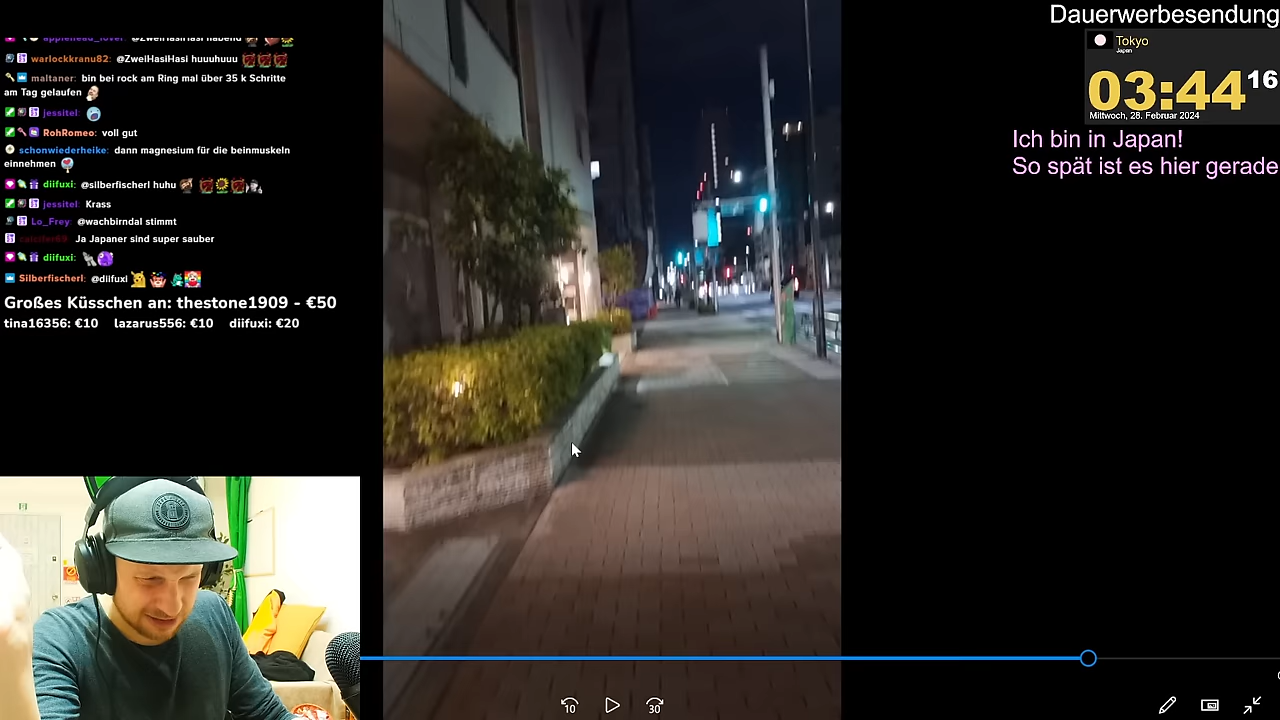 applehead_lover: @ZweiHasiHasi habend
warlockkranu82: @ZweiHasiHasi huuuhuuu
maltaner: bin bei rock am Ring mal über 35 k Schritte
am Tag gelaufen
jessitel:
RohRomeo: voll gut
schonwiederheike: dann magnesium für die beinmuskeln
einnehmen
diifuxi: @silberfischerl huhu
jessitel: Krass
Lo_Frey: @wachbirndal stimmt
Ja Japaner sind super sauber
diifuxi:
Silberfischerl: @diifuxi
Großes Küsschen an: thestone1909 - €50
tina16356: €10 lazarus556: €10 diifuxi: €20
Dauerwerbesendung
Tokyo
Japan
03:44 16
Mittwoch, 28. Februar 2024
Ich bin in Japan!
So spät ist es hier gerade
10
30